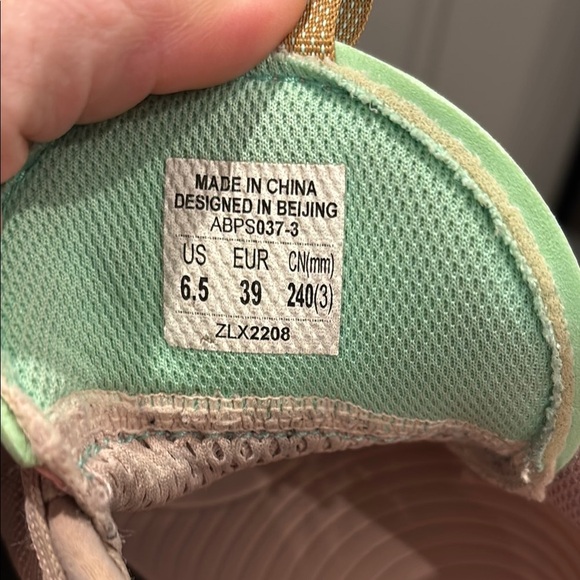 MADE IN CHINA
DESIGNED IN BEIJING
ABPS037-3
US EUR CN(mm)
6.5 39 240(3)
ZLX2208